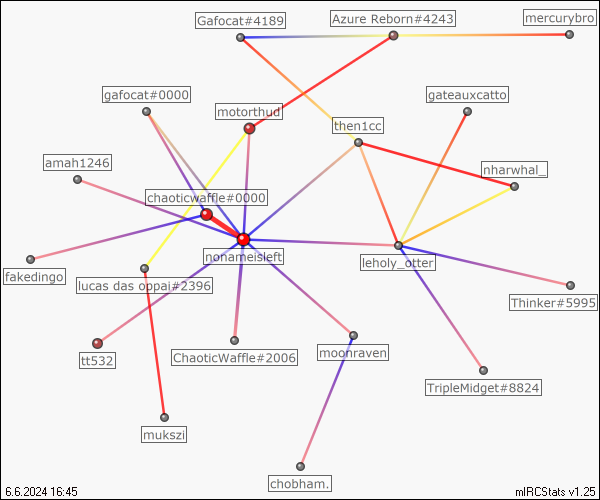 Gafocat#4189
Azure Reborn#4243
mercurybro
gafocat#0000
motorthud
gateauxcatto
then1cc
amah1246
nharwhal_
chaoticwaffle#0000
nonameisleft
leholy_otter
fakedingo
lucas das oppai#2396
Thinker#5995
tt532
ChaoticWaffle#2006
moonraven
TripleMidget#8824
mukszi
chobham.
6.6.2024 16:45
mIRCStats v1.25